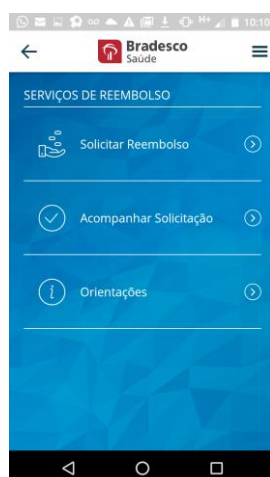 H+ 10:10
Bradesco
Saúde
SERVIÇOS DE REEMBOLSO
Solicitar Reembolso
Acompanhar Solicitação
i Orientações